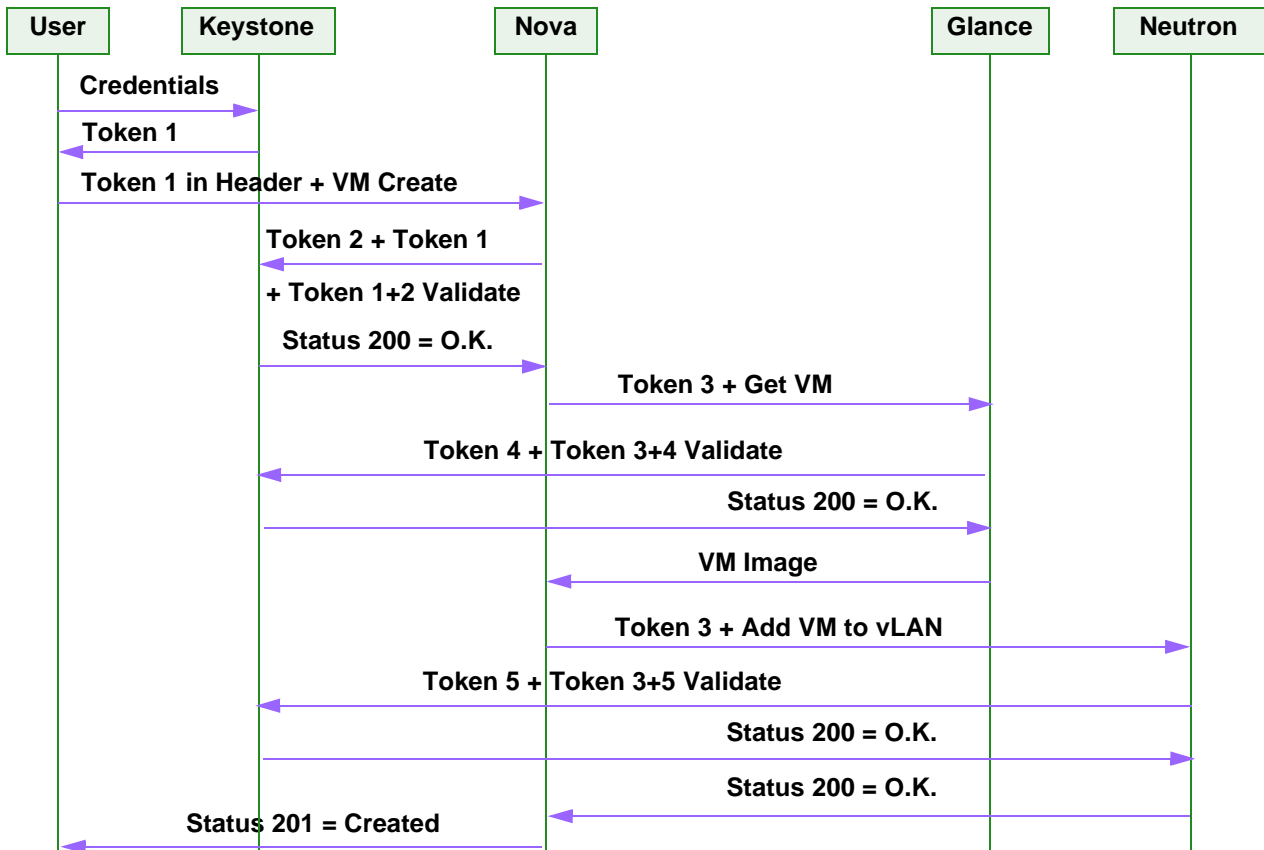 User Keystone Nova Glance Neutron
Credentials
Token 1
Token 1 in Header + VM Create
Token 2 + Token 1
+ Token 1+2 Validate
Status 200 = O.K.
Token 3 + Get VM
Token 4 + Token 3+4 Validate
Status 200 = O.K.
VM Image
Token 3 + Add VM to vLAN
Token 5 + Token 3+5 Validate
Status 200 = O.K.
Status 200 = O.K.
Status 201 = Created